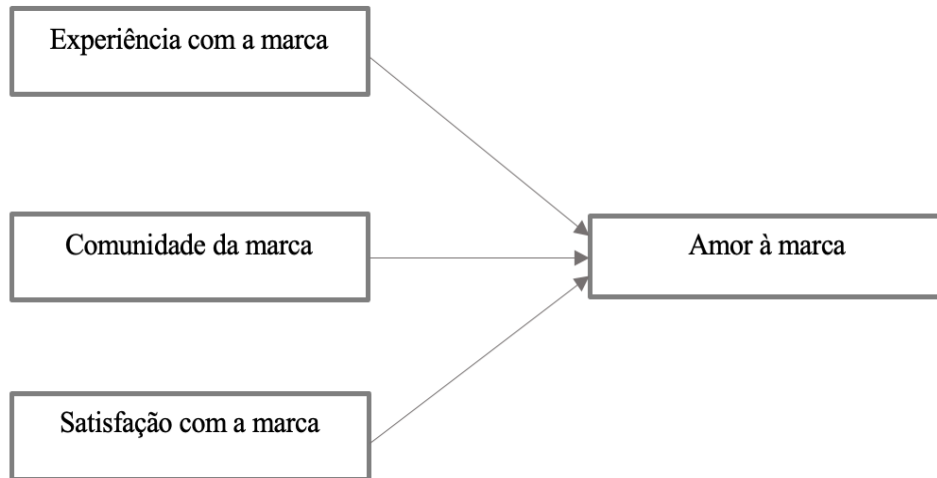 Experiência com a marca
Comunidade da marca
Amor à marca
Satisfação com a marca